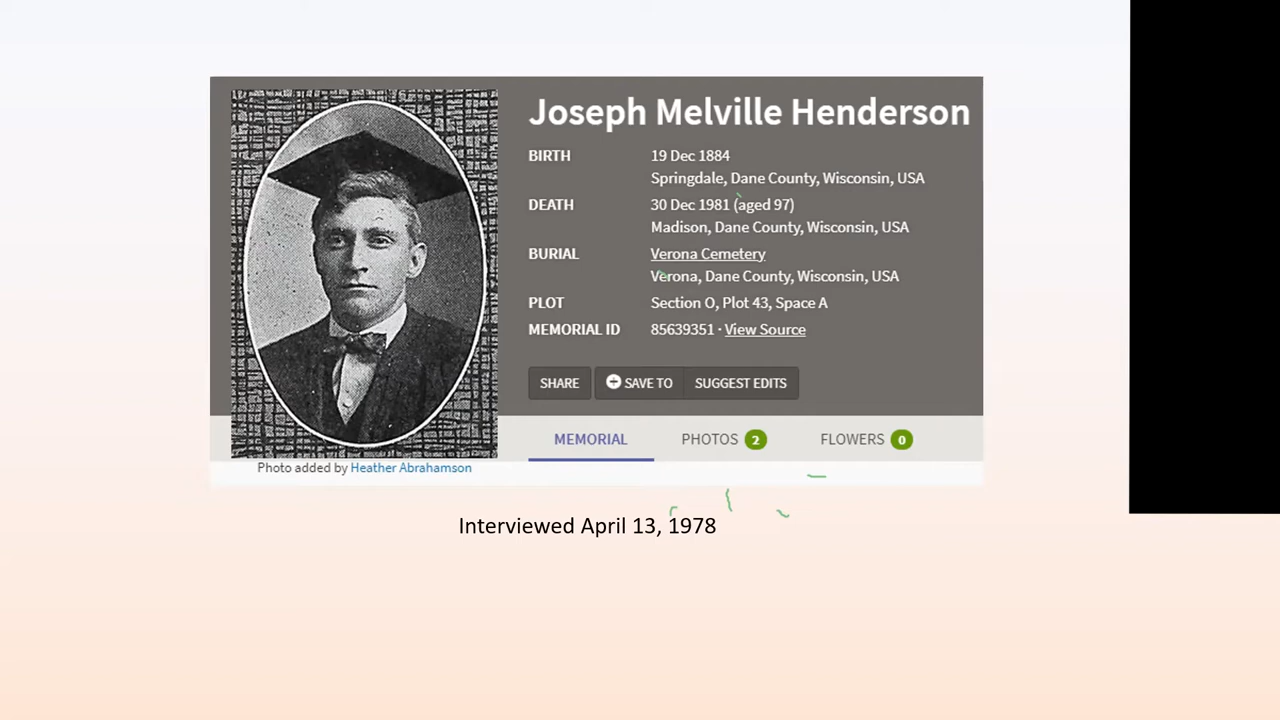 Joseph Melville Henderson
BIRTH 19 Dec 1884
Springdale, Dane County, Wisconsin, USA
DEATH 30 Dec 1981 (aged 97)
Madison, Dane County, Wisconsin, USA
BURIAL Verona Cemetery
Verona, Dane County, Wisconsin, USA
PLOT Section O, Plot 43, Space A
MEMORIAL ID 85639351 · View Source
SHARE SAVE TO SUGGEST EDITS
MEMORIAL PHOTOS 2 FLOWERS 0
Photo added by Heather Abrahamson
Interviewed April 13, 1978